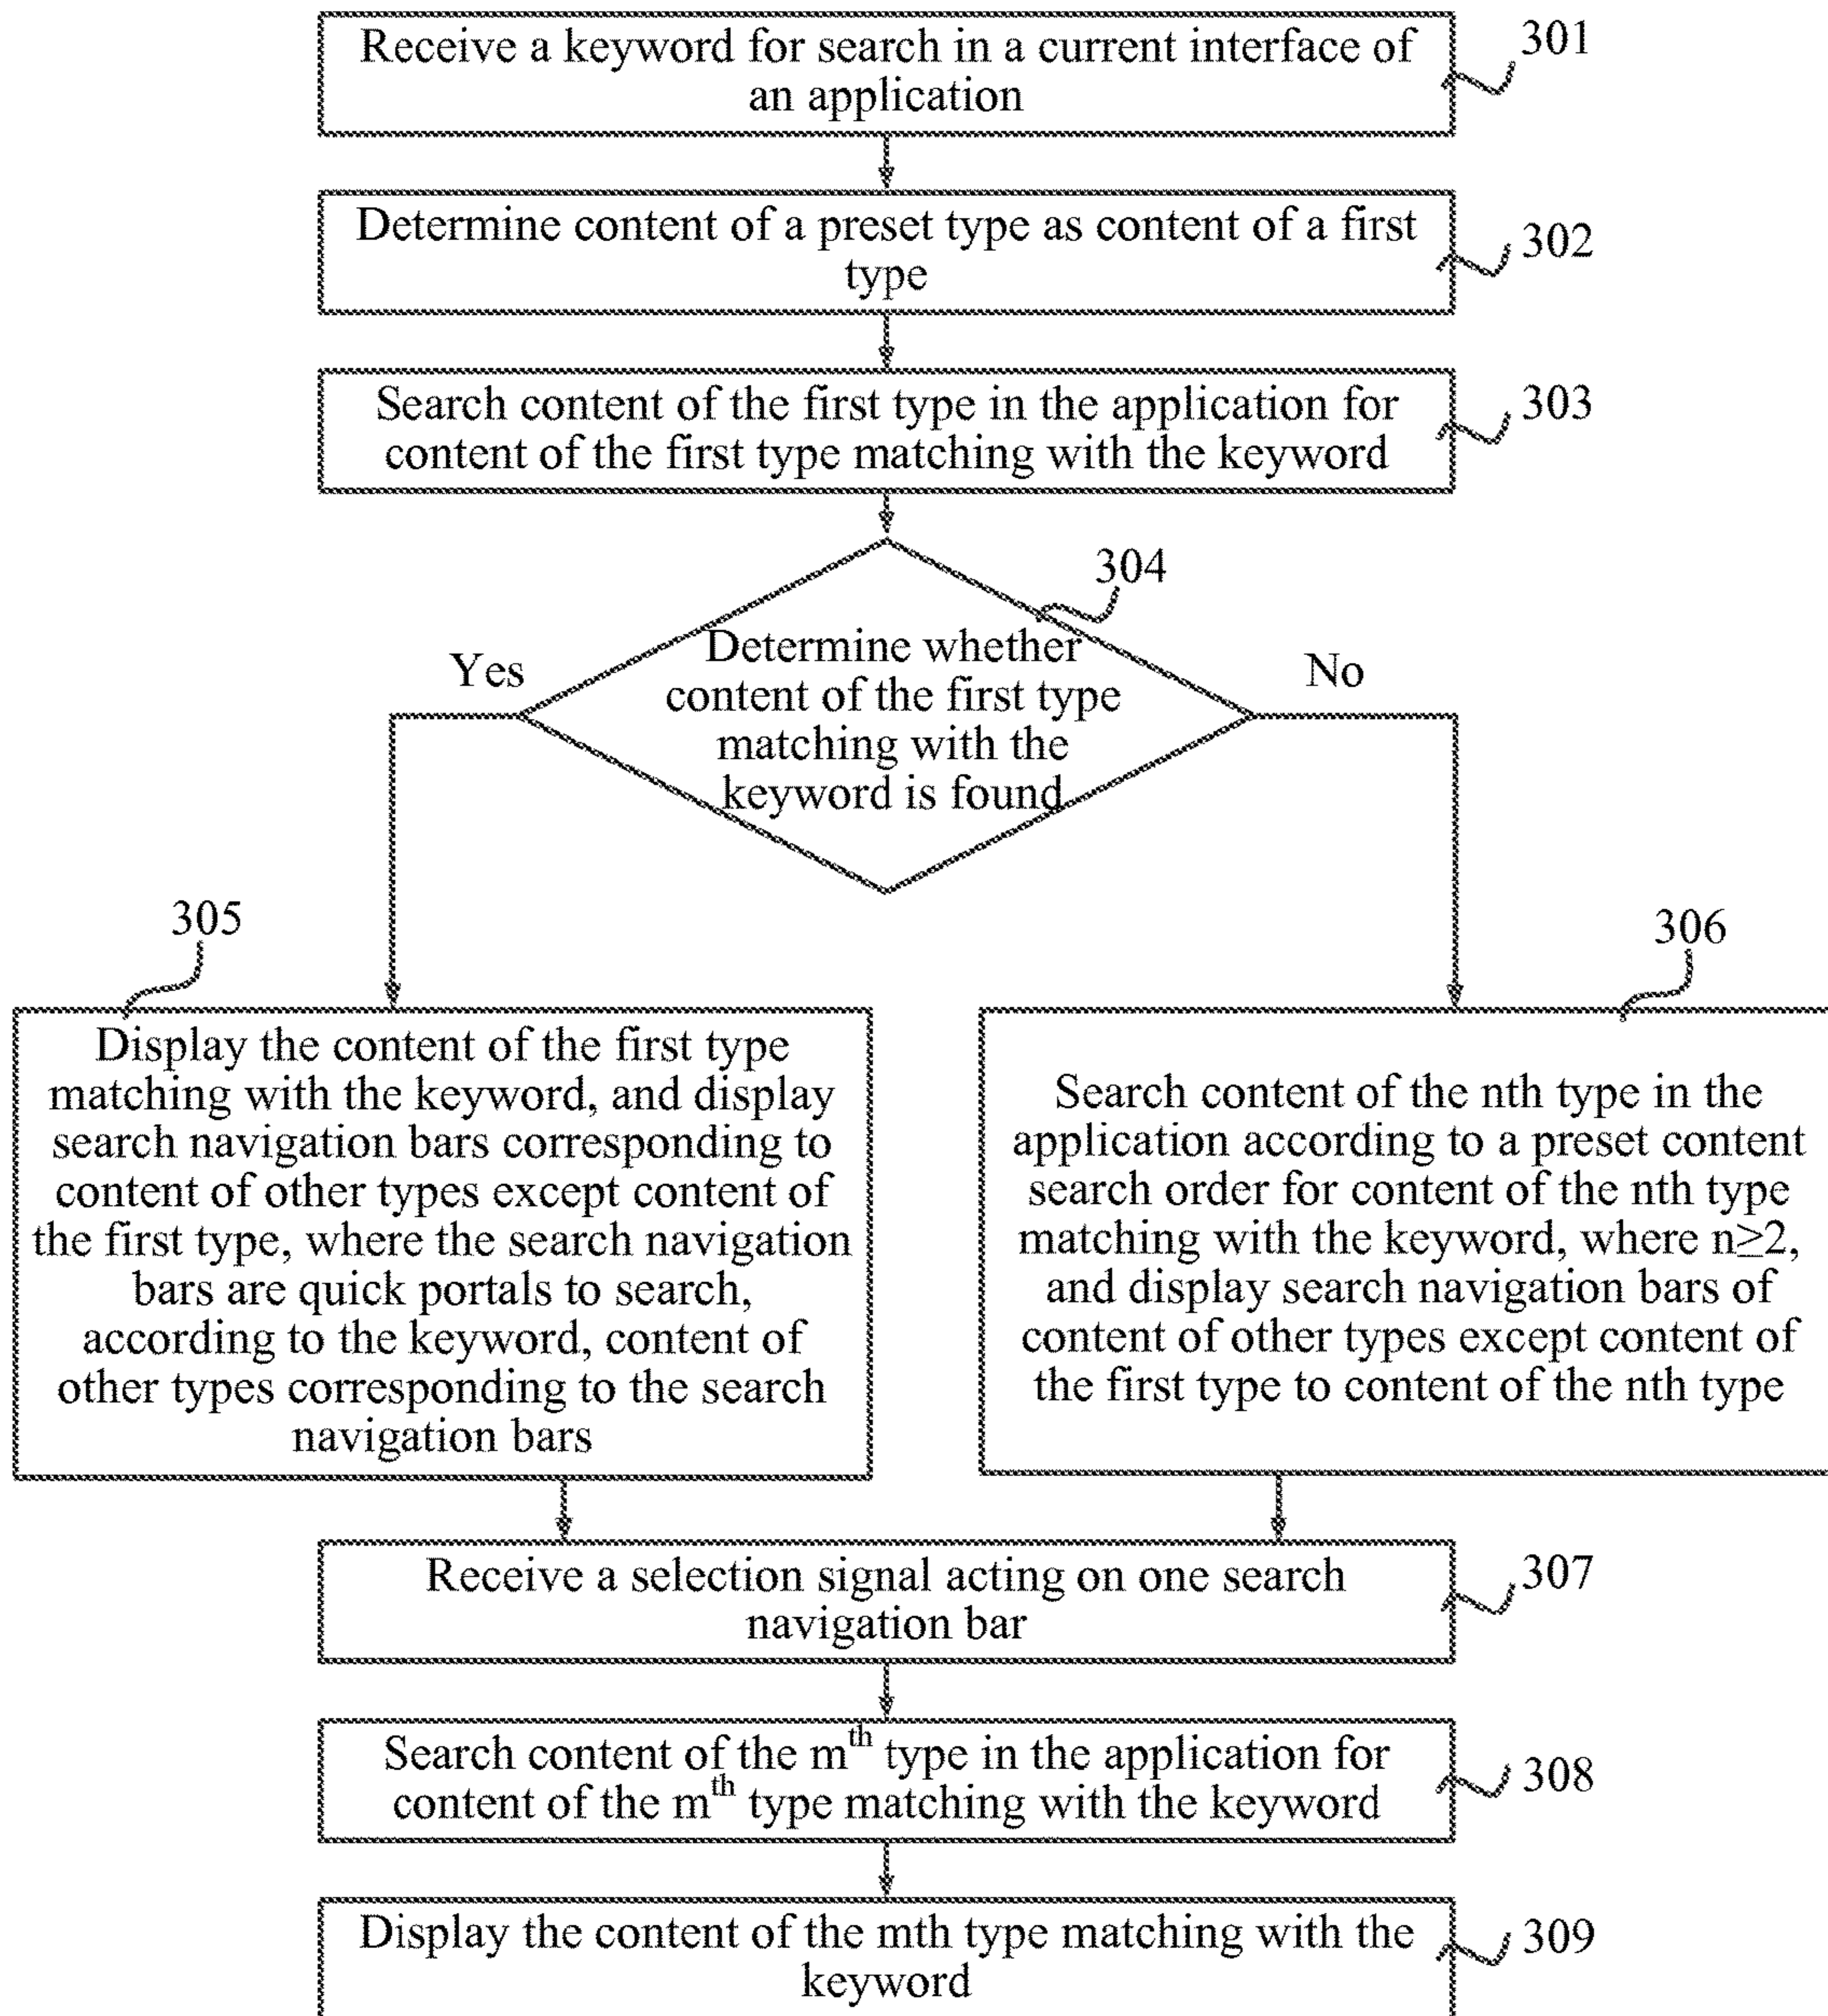 Receive a keyword for search in a current interface of
an application
301
Determine content of a preset type as content of a first
type
302
Search content of the first type in the application for
content of the first type matching with the keyword
303
304
Determine whether
content of the first type
matching with the
keyword is found
Yes
No
305
Display the content of the first type
matching with the keyword, and display
search navigation bars corresponding to
content of other types except content of
the first type, where the search navigation
bars are quick portals to search,
according to the keyword, content of
other types corresponding to the search
navigation bars
306
Search content of the nth type in the
application according to a preset content
search order for content of the nth type
matching with the keyword, where n≥2,
and display search navigation bars of
content of other types except content of
the first type to content of the nth type
Receive a selection signal acting on one search
navigation bar
307
Search content of the mth type in the application for
content of the mth type matching with the keyword
308
Display the content of the mth type matching with the
keyword
309